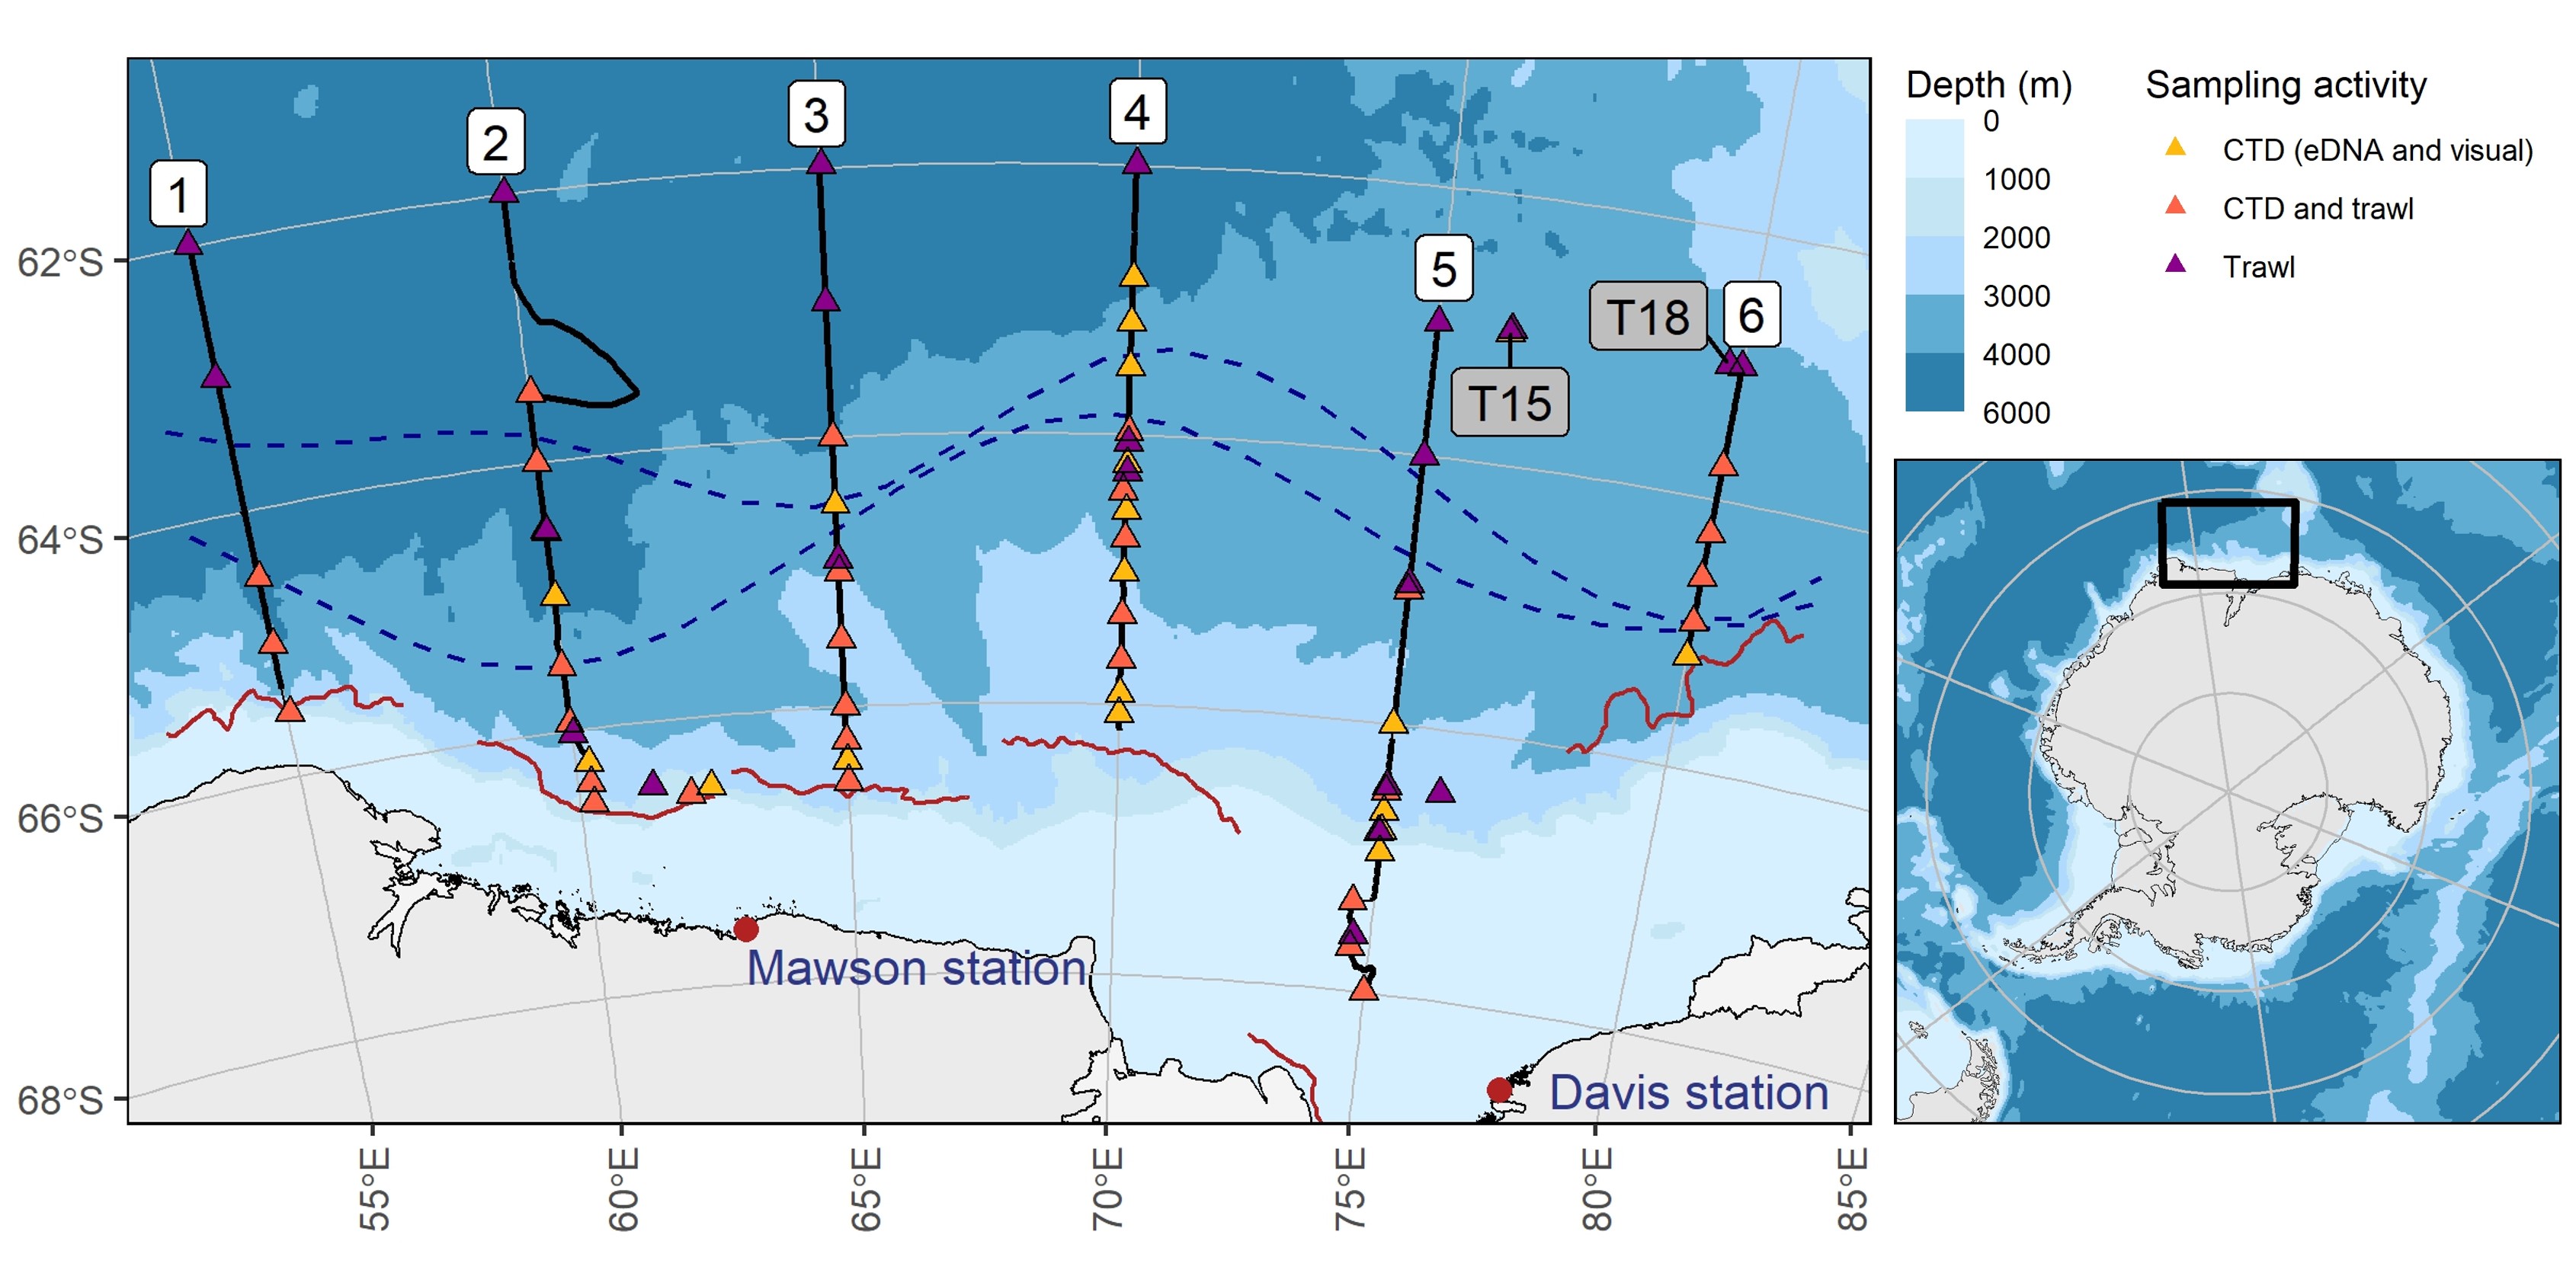 1
2
3
4
5
6
T18
T15
62°S
64°S
66°S
68°S
Mawson station
Davis station
55°E
60°E
65°E
70°E
75°E
80°E
85°E
Depth (m)
0
1000
2000
3000
4000
6000
Sampling activity
CTD (eDNA and visual)
CTD and trawl
Trawl